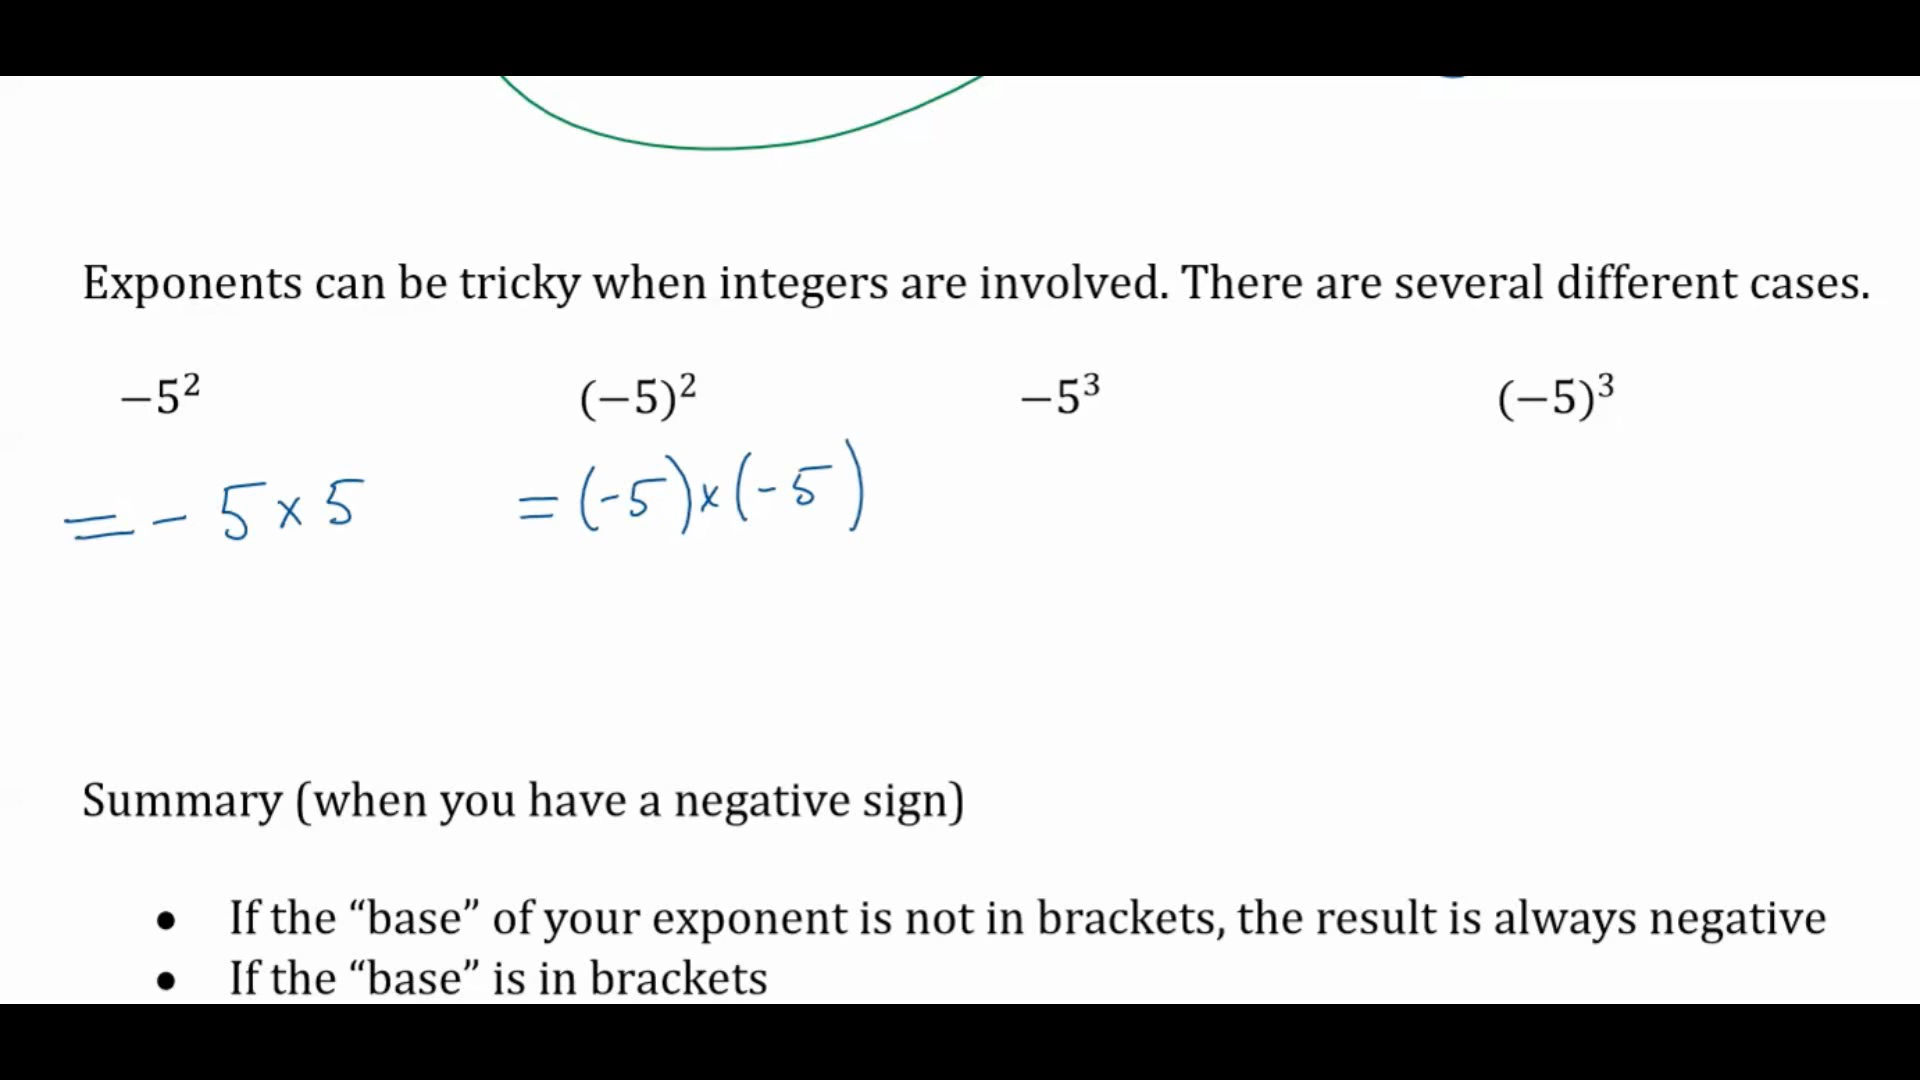 Exponents can be tricky when integers are involved. There are several different cases.
−5² (−5)² −5³ (−5)³
= − 5 × 5 = (-5) × (-5)
Summary (when you have a negative sign)
• If the “base” of your exponent is not in brackets, the result is always negative
• If the “base” is in brackets